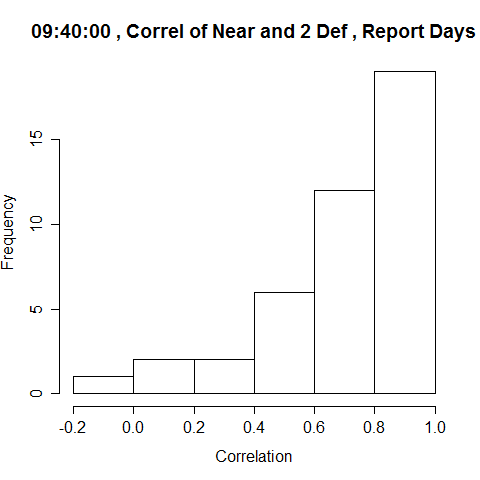 09:40:00 , Correl of Near and 2 Def , Report Days
Frequency
15
10
5
0
-0.2 0.0 0.2 0.4 0.6 0.8 1.0
Correlation